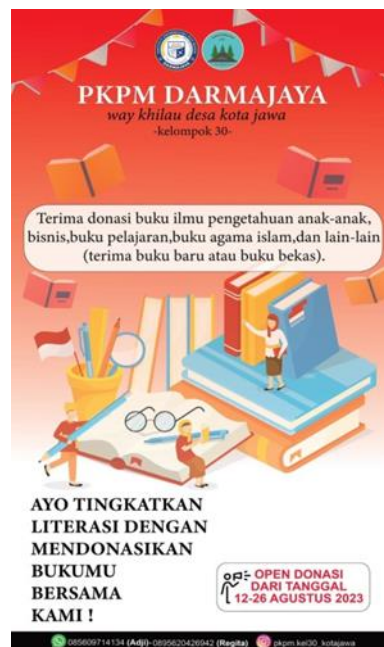 PKPM DARMAJAYA
way khilau desa kota jawa
-kelompok 30-
Terima donasi buku ilmu pengetahuan anak-anak,
bisnis,buku pelajaran,buku agama islam,dan lain-lain
(terima buku baru atau buku bekas).
AYO TINGKATKAN
LITERASI DENGAN
MENDONASIKAN
BUKUMU
BERSAMA
KAMI !
OPEN DONASI
DARI TANGGAL
12-26 AGUSTUS 2023
085609714134 (Adji)-0895620426942 (Regita) pkpm.kel30_kotajawa